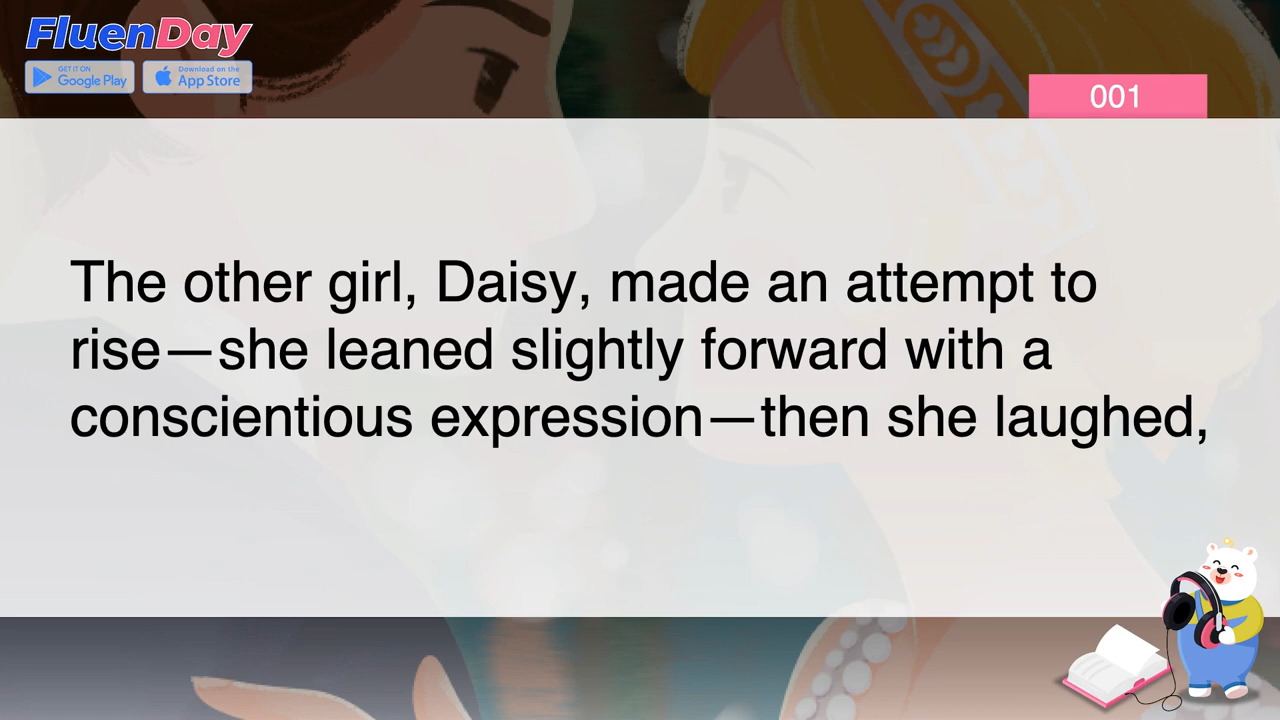 FluenDay
GET IT ON
Google Play
Download on the
App Store
001
The other girl, Daisy, made an attempt to
rise—she leaned slightly forward with a
conscientious expression—then she laughed,